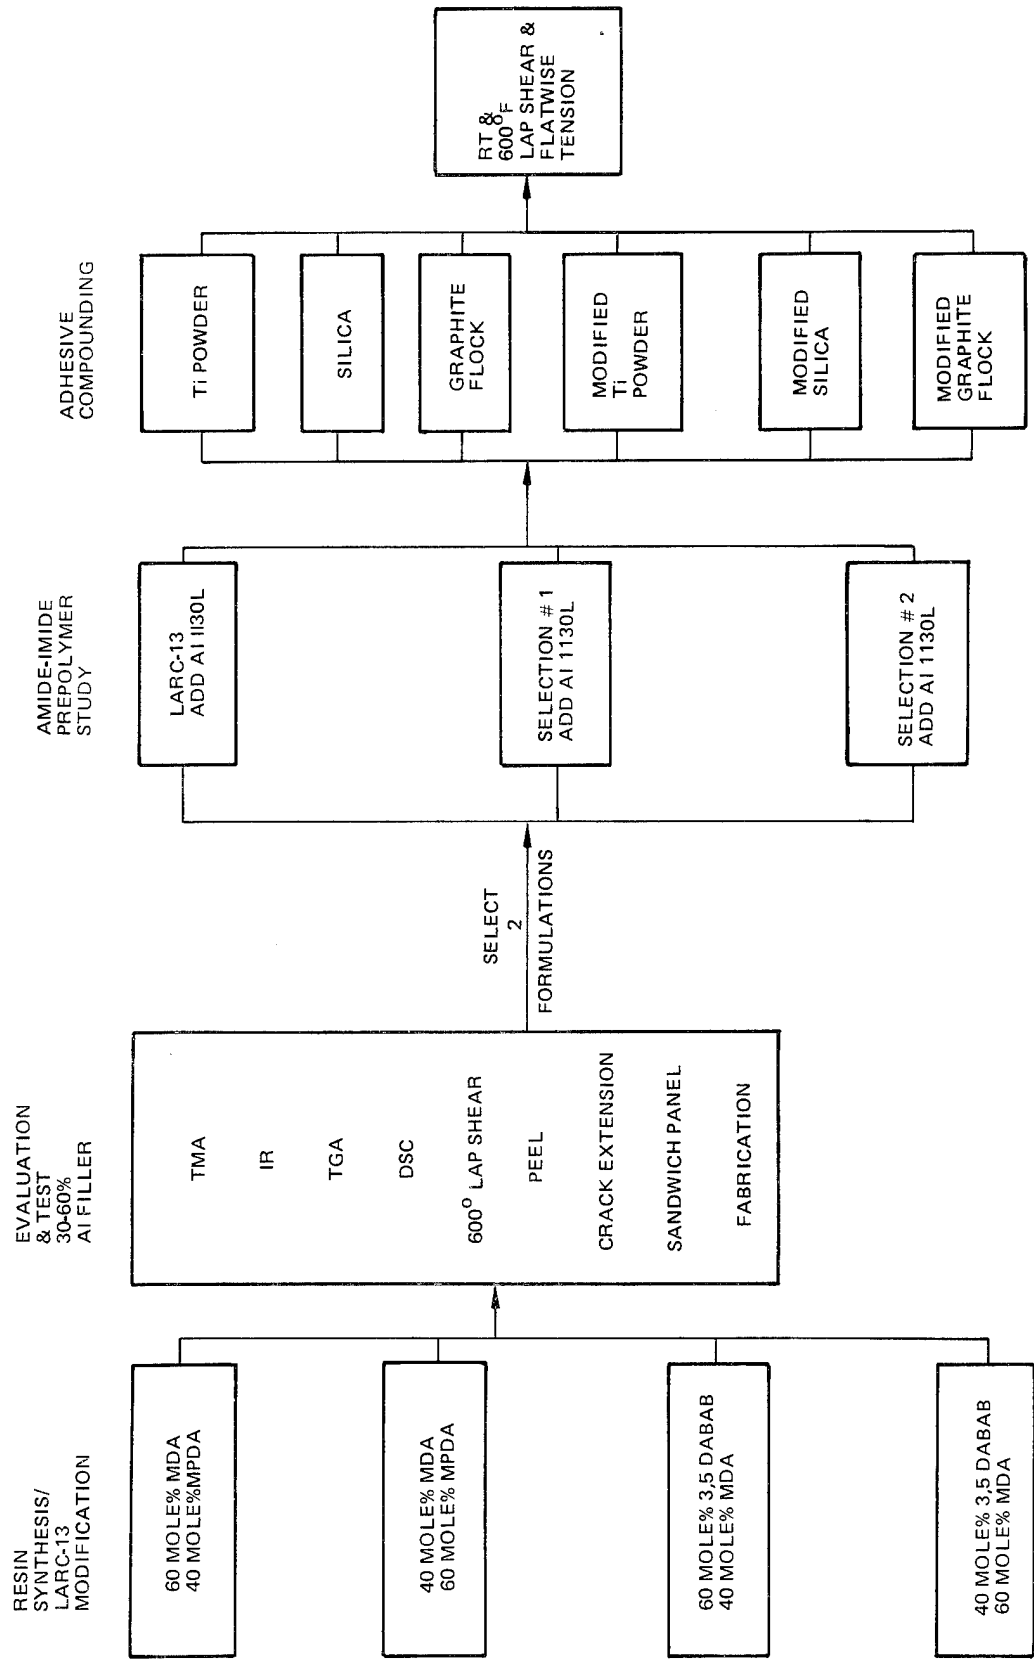 RESIN
SYNTHESIS/
LARC-13
MODIFICATION
60 MOLE% MDA
40 MOLE%MPDA
40 MOLE% MDA
60 MOLE% MPDA
60 MOLE% 3,5 DABAB
40 MOLE% MDA
40 MOLE% 3,5 DABAB
60 MOLE% MDA
EVALUATION
& TEST
30-60%
Al FILLER
TMA
IR
TGA
DSC
600° LAP SHEAR
PEEL
CRACK EXTENSION
SANDWICH PANEL
FABRICATION
SELECT
2
FORMULATIONS
AMIDE-IMIDE
PREPOLYMER
STUDY
LARC-13
ADD AI 1130L
SELECTION # 1
ADD AI 1130L
SELECTION # 2
ADD AI 1130L
ADHESIVE
COMPOUNDING
Ti POWDER
SILICA
GRAPHITE
FLOCK
MODIFIED
Ti
POWDER
MODIFIED
SILICA
MODIFIED
GRAPHITE
FLOCK
RT &
600°F
LAP SHEAR &
FLATWISE
TENSION